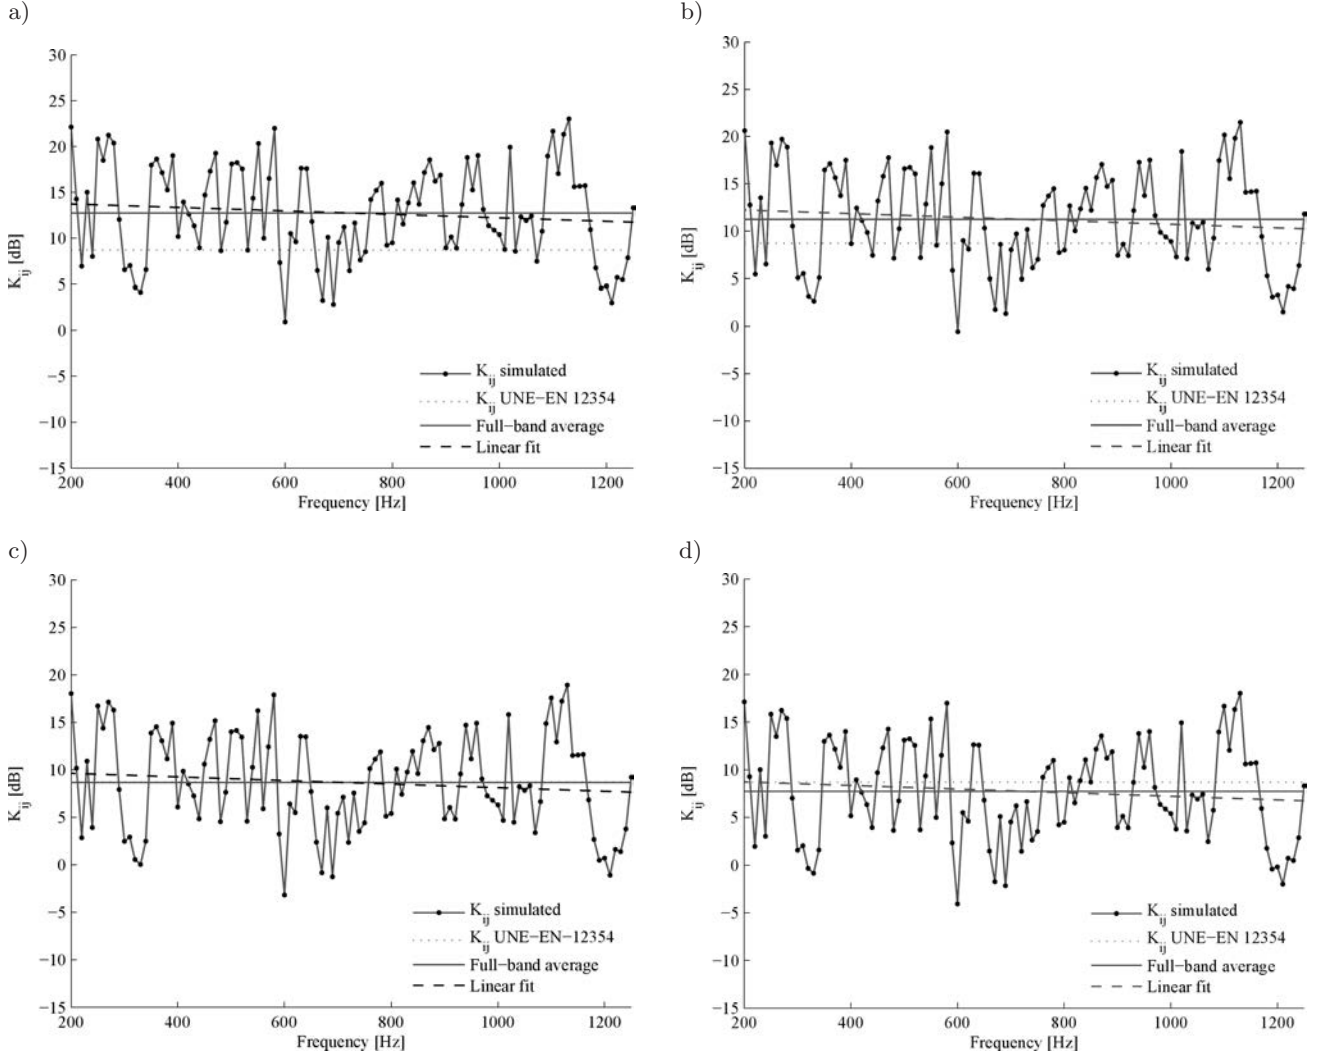 a)
30
25
20
15
10
5
0
−5
−10
−15
K_ij [dB]
200 400 600 800 1000 1200
Frequency [Hz]
K_ij simulated
K_ij UNE−EN 12354
Full−band average
Linear fit
b)
30
25
20
15
10
5
0
−5
−10
−15
K_ij [dB]
200 400 600 800 1000 1200
Frequency [Hz]
K_ij simulated
K_ij UNE−EN 12354
Full−band average
Linear fit
c)
30
25
20
15
10
5
0
−5
−10
−15
K_ij [dB]
200 400 600 800 1000 1200
Frequency [Hz]
K_ij simulated
K_ij UNE−EN−12354
Full−band average
Linear fit
d)
30
25
20
15
10
5
0
−5
−10
−15
K_ij [dB]
200 400 600 800 1000 1200
Frequency [Hz]
K_ij simulated
K_ij UNE−EN 12354
Full−band average
Linear fit